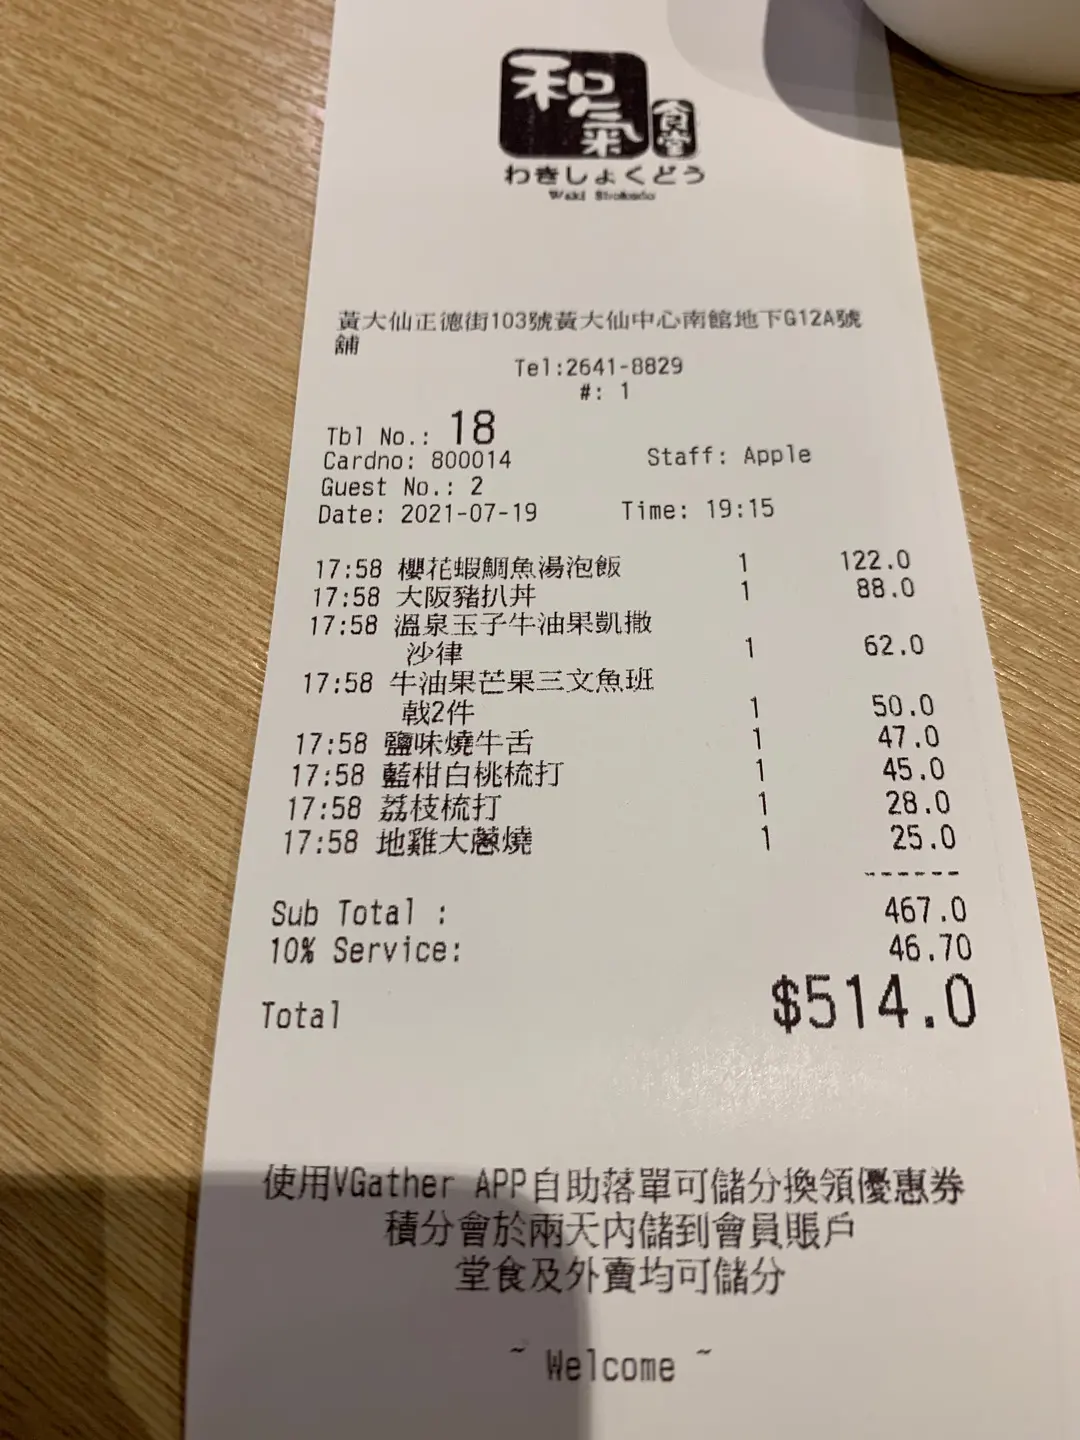 和氣食堂
わきしょくどう
Waki Shokudo
黃大仙正德街103號黃大仙中心南館地下G12A號
舖
Tel:2641-8829
#: 1
Tbl No.: 18
Cardno: 800014 Staff: Apple
Guest No.: 2
Date: 2021-07-19 Time: 19:15
17:58 櫻花蝦鯛魚湯泡飯 1 122.0
17:58 大阪豬扒丼 1 88.0
17:58 溫泉玉子牛油果凱撒
沙律 1 62.0
17:58 牛油果芒果三文魚班
戟2件 1 50.0
17:58 鹽味燒牛舌 1 47.0
17:58 藍柑白桃梳打 1 45.0
17:58 荔枝梳打 1 28.0
17:58 地雞大蔥燒 1 25.0
------
Sub Total : 467.0
10% Service: 46.70
Total $514.0
使用VGather APP自助落單可儲分換領優惠券
積分會於兩天內儲到會員賬戶
堂食及外賣均可儲分
~ Welcome ~